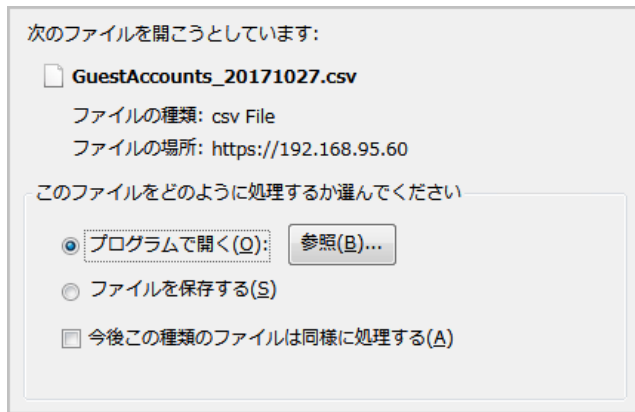 次のファイルを開こうとしています:
GuestAccounts_20171027.csv
ファイルの種類: csv File
ファイルの場所: https://192.168.95.60
このファイルをどのように処理するか選んでください
プログラムで開く(O): 参照(B)...
ファイルを保存する(S)
今後この種類のファイルは同様に処理する(A)